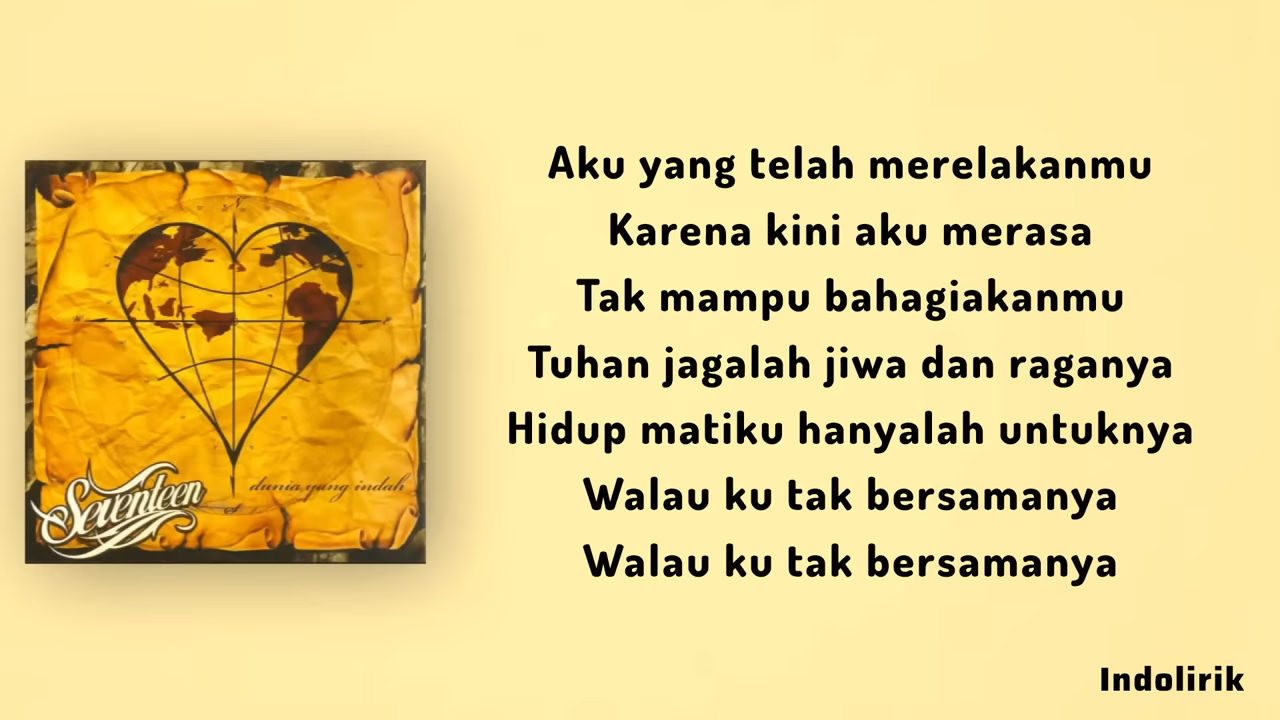 Aku yang telah merelakanmu
Karena kini aku merasa
Tak mampu bahagiakanmu
Tuhan jagalah jiwa dan raganya
Hidup matiku hanyalah untuknya
Walau ku tak bersamanya
Walau ku tak bersamanya
Seventeen
dunia yang indah
N
Indolirik